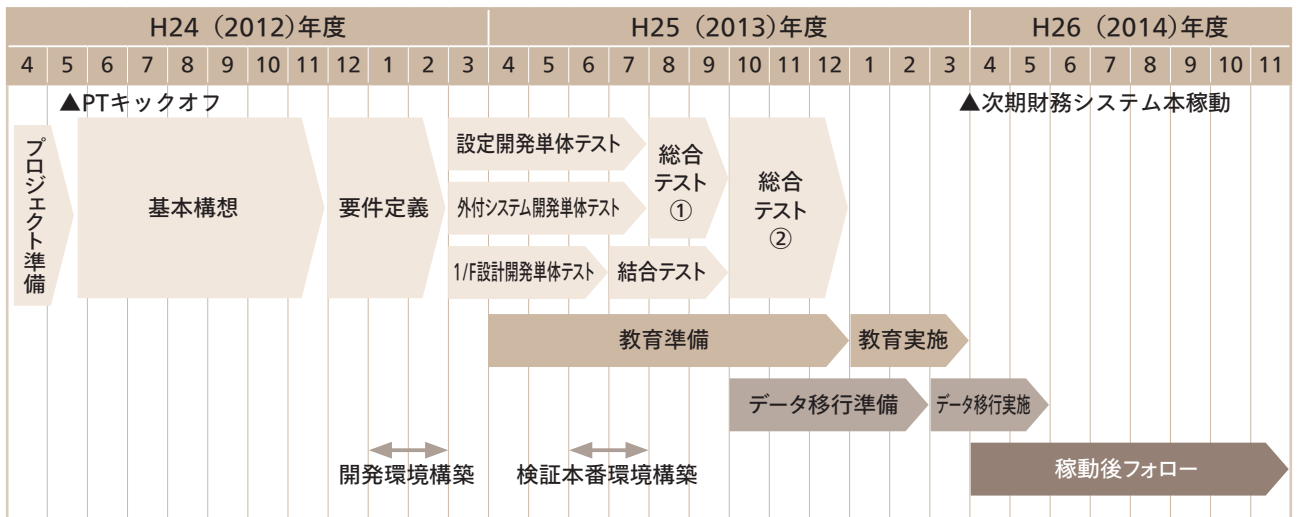 H24（2012）年度 H25（2013）年度 H26（2014）年度
4 5 6 7 8 9 10 11 12 1 2 3 4 5 6 7 8 9 10 11 12 1 2 3 4 5 6 7 8 9 10 11
▲PTキックオフ
▲次期財務システム本稼動
プロジェクト準備
基本構想
要件定義
設定開発単体テスト
外付システム開発単体テスト
1/F設計開発単体テスト
結合テスト
総合
テスト
①
総合
テスト
②
教育準備
教育実施
データ移行準備
データ移行実施
開発環境構築
検証本番環境構築
稼動後フォロー